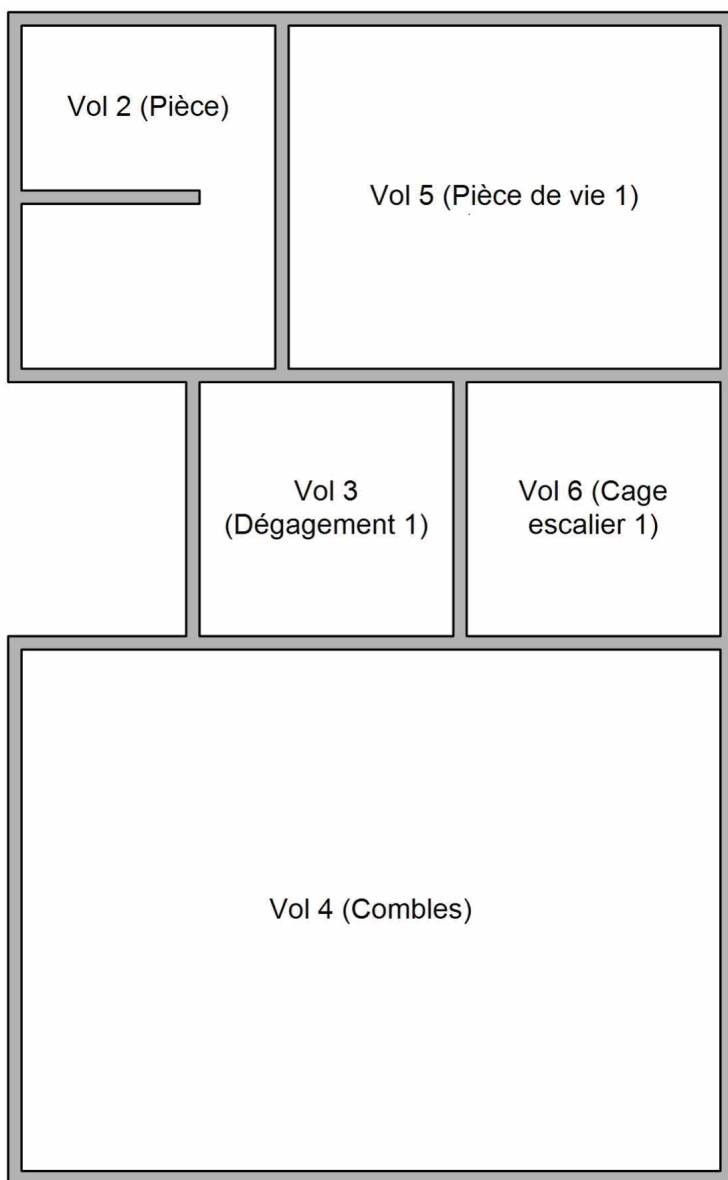 Vol 2 (Pièce)
Vol 5 (Pièce de vie 1)
Vol 3
(Dégagement 1)
Vol 6 (Cage
escalier 1)
Vol 4 (Combles)